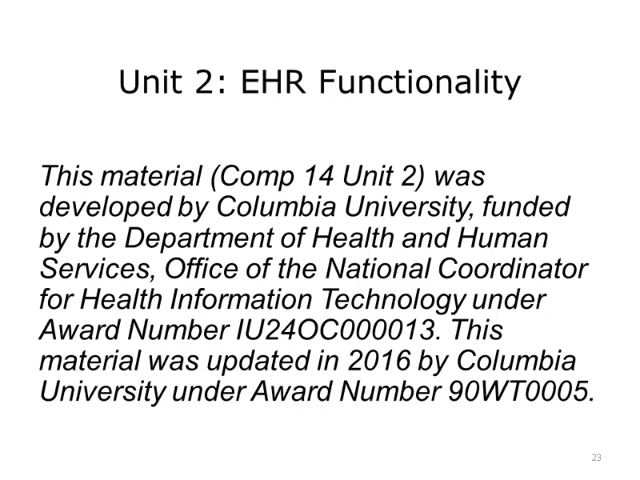 Unit 2: EHR Functionality
This material (Comp 14 Unit 2) was
developed by Columbia University, funded
by the Department of Health and Human
Services, Office of the National Coordinator
for Health Information Technology under
Award Number IU24OC000013. This
material was updated in 2016 by Columbia
University under Award Number 90WT0005.
23